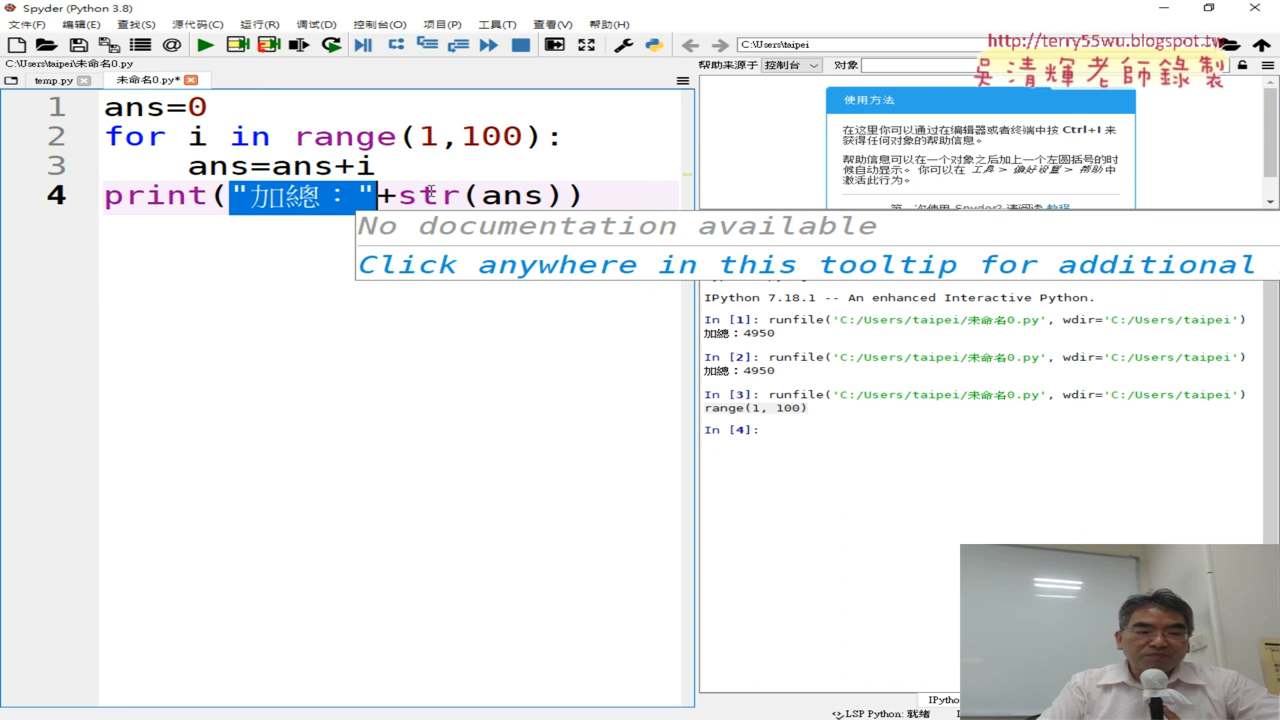 Spyder (Python 3.8)
文件(F) 编辑(E) 查找(S) 源代码(C) 运行(R) 调试(D) 控制台(O) 项目(P) 工具(T) 查看(V) 帮助(H)
C:\Users\taipei
http://terry55wu.blogspot.tw
吳清輝老師錄製
C:\Users\taipei\未命名0.py
temp.py
未命名0.py*
帮助来源于 控制台 对象
1 ans=0
2 for i in range(1,100):
3 ans=ans+i
4 print("加總："+str(ans))
No documentation available
Click anywhere in this tooltip for additional
使用方法
在这里你可以通过在编辑器或者终端中按 Ctrl+I 来
获得任何对象的帮助信息。
帮助信息可以在一个对象之后加上一个左圆括号的时
候自动显示。 你可以在 工具 > 偏好设置 > 帮助 中
激活此行为。
IPython 7.18.1 -- An enhanced Interactive Python.
In [1]: runfile('C:/Users/taipei/未命名0.py', wdir='C:/Users/taipei')
加總：4950
In [2]: runfile('C:/Users/taipei/未命名0.py', wdir='C:/Users/taipei')
加總：4950
In [3]: runfile('C:/Users/taipei/未命名0.py', wdir='C:/Users/taipei')
range(1, 100)
In [4]:
IPytho
LSP Python: 就绪